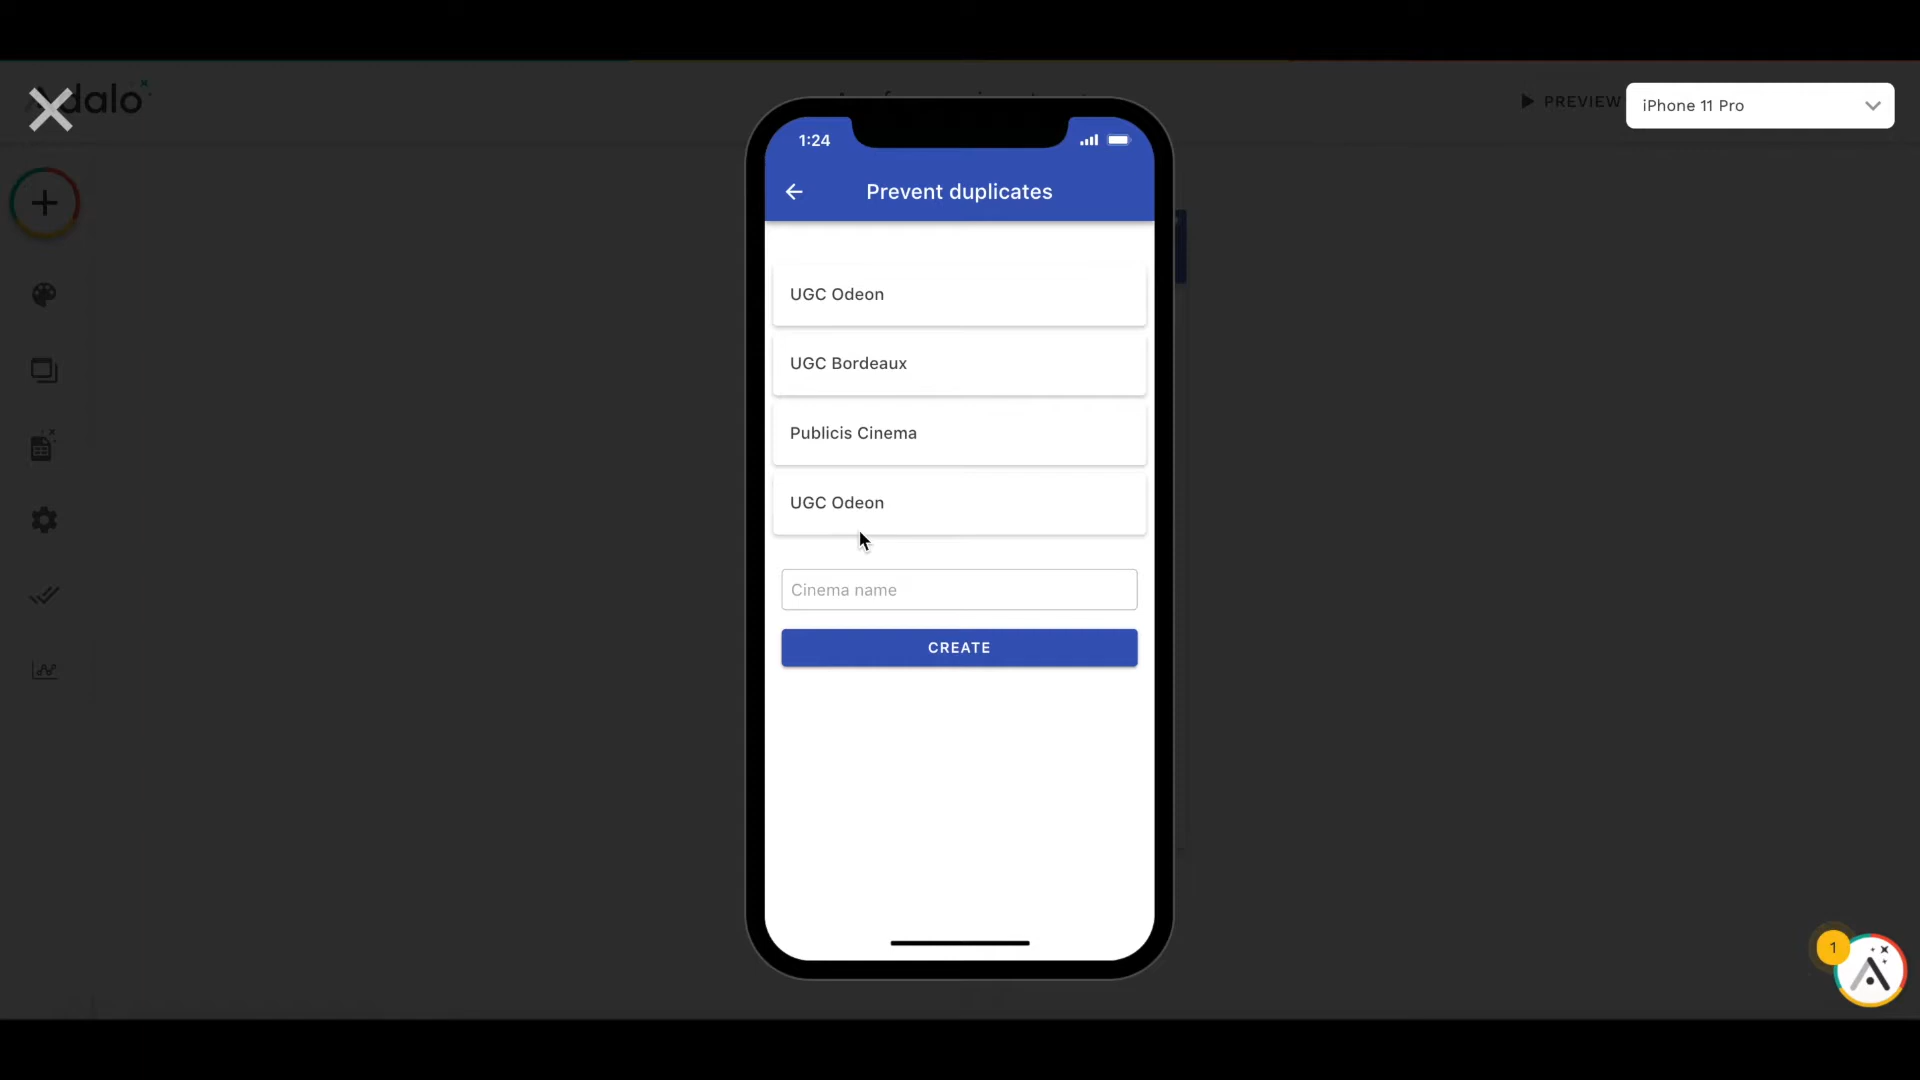 dalo
PREVIEW
iPhone 11 Pro
1:24
Prevent duplicates
UGC Odeon
UGC Bordeaux
Publicis Cinema
UGC Odeon
Cinema name
CREATE
1